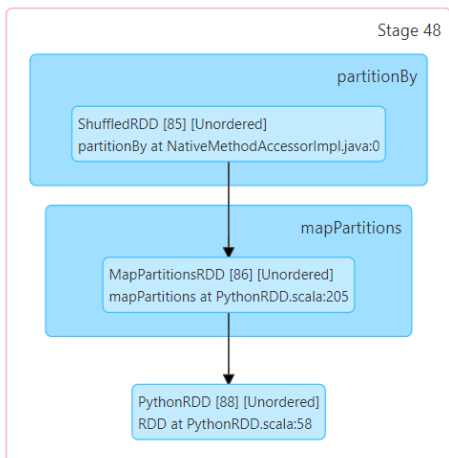 Stage 48
partitionBy
ShuffledRDD [85] [Unordered]
partitionBy at NativeMethodAccessorImpl.java:0
mapPartitions
MapPartitionsRDD [86] [Unordered]
mapPartitions at PythonRDD.scala:205
PythonRDD [88] [Unordered]
RDD at PythonRDD.scala:58